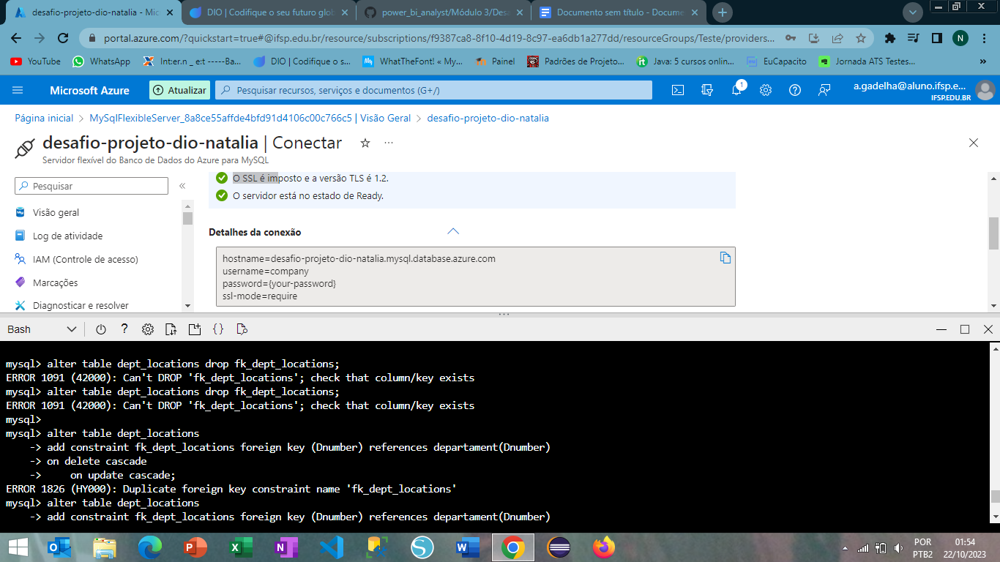 desafio-projeto-dio-natalia - Mic
DIO | Codifique o seu futuro glob
power_bi_analyst/Módulo 3/Desa
Documento sem título - Docume
portal.azure.com/?quickstart=true#@ifsp.edu.br/resource/subscriptions/f9387ca8-8f10-4d19-8c97-ea6db1a277dd/resourceGroups/Teste/providers...
N
YouTube
WhatsApp
Int:er.n _ e:t -----Ba...
DIO | Codifique o s...
WhatTheFont! « My...
Painel
Padrões de Projeto...
Java: 5 cursos onlin...
EuCapacito
Jornada ATS Testes...
»
Microsoft Azure
Atualizar
Pesquisar recursos, serviços e documentos (G+/)
1
a.gadelha@aluno.ifsp.e...
IFSP.EDU.BR
Página inicial > MySqlFlexibleServer_8a8ce55affde4bfd91d4106c00c766c5 | Visão Geral > desafio-projeto-dio-natalia
desafio-projeto-dio-natalia | Conectar
Servidor flexível do Banco de Dados do Azure para MySQL
Pesquisar
«
Visão geral
Log de atividade
IAM (Controle de acesso)
Marcações
Diagnosticar e resolver
O SSL é imposto e a versão TLS é 1.2.
O servidor está no estado de Ready.
Detalhes da conexão
hostname=desafio-projeto-dio-natalia.mysql.database.azure.com
username=company
password={your-password}
ssl-mode=require
Bash
?
{}
mysql> alter table dept_locations drop fk_dept_locations;
ERROR 1091 (42000): Can't DROP 'fk_dept_locations'; check that column/key exists
mysql> alter table dept_locations drop fk_dept_locations;
ERROR 1091 (42000): Can't DROP 'fk_dept_locations'; check that column/key exists
mysql>
mysql> alter table dept_locations
-> add constraint fk_dept_locations foreign key (Dnumber) references departament(Dnumber)
-> on delete cascade
-> on update cascade;
ERROR 1826 (HY000): Duplicate foreign key constraint name 'fk_dept_locations'
mysql> alter table dept_locations
-> add constraint fk_dept_locations foreign key (Dnumber) references departament(Dnumber)
POR
PTB2
01:54
22/10/2023